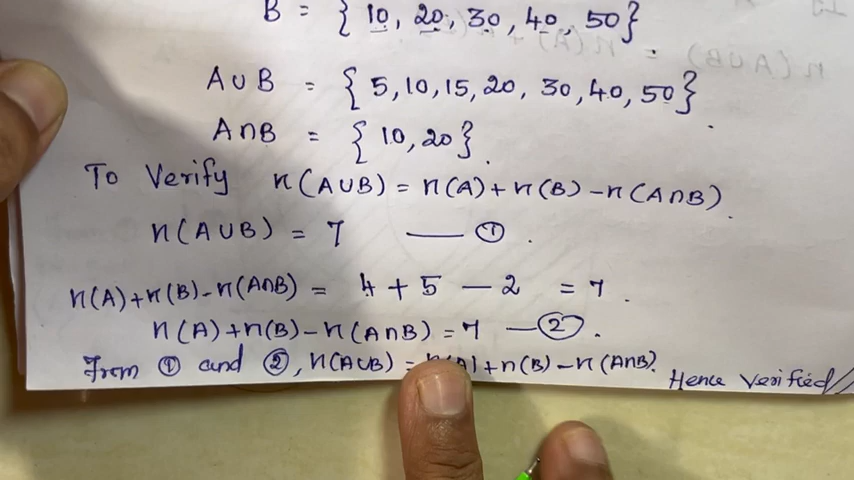 B = { 10, 20, 30, 40, 50}
A∪B = { 5, 10, 15, 20, 30, 40, 50}.
A∩B = { 10, 20}.
To Verify n(A∪B) = n(A) + n(B) - n(A∩B).
n(A∪B) = 7 — ①.
n(A) + n(B) - n(A∩B) = 4 + 5 - 2 = 7.
n(A) + n(B) - n(A∩B) = 7 — ②.
From ① and ②, n(A∪B) = n(A) + n(B) - n(A∩B).
Hence Verified //